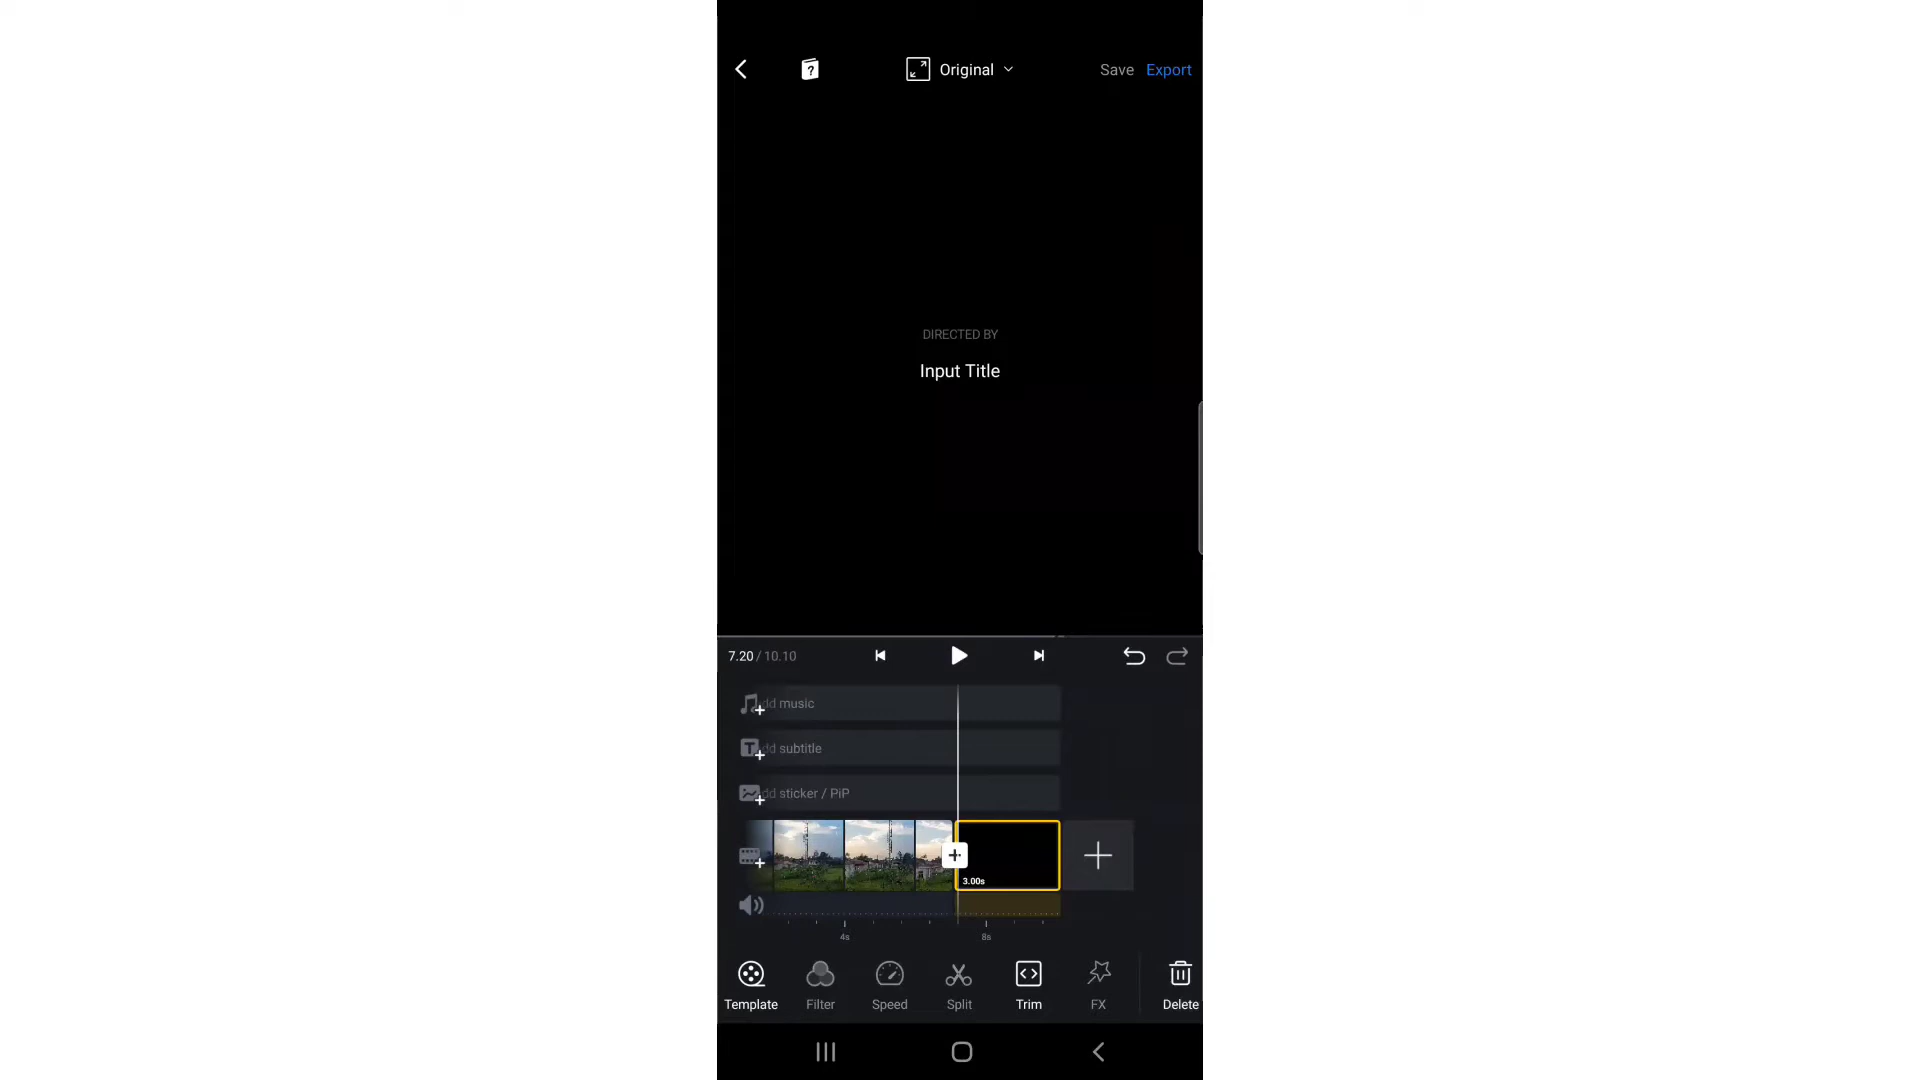 Original
Save Export
DIRECTED BY
Input Title
7.20 / 10.10
dd music
T dd subtitle
dd sticker / PiP
3.00s
4s 8s
Template Filter Speed Split Trim FX Delete